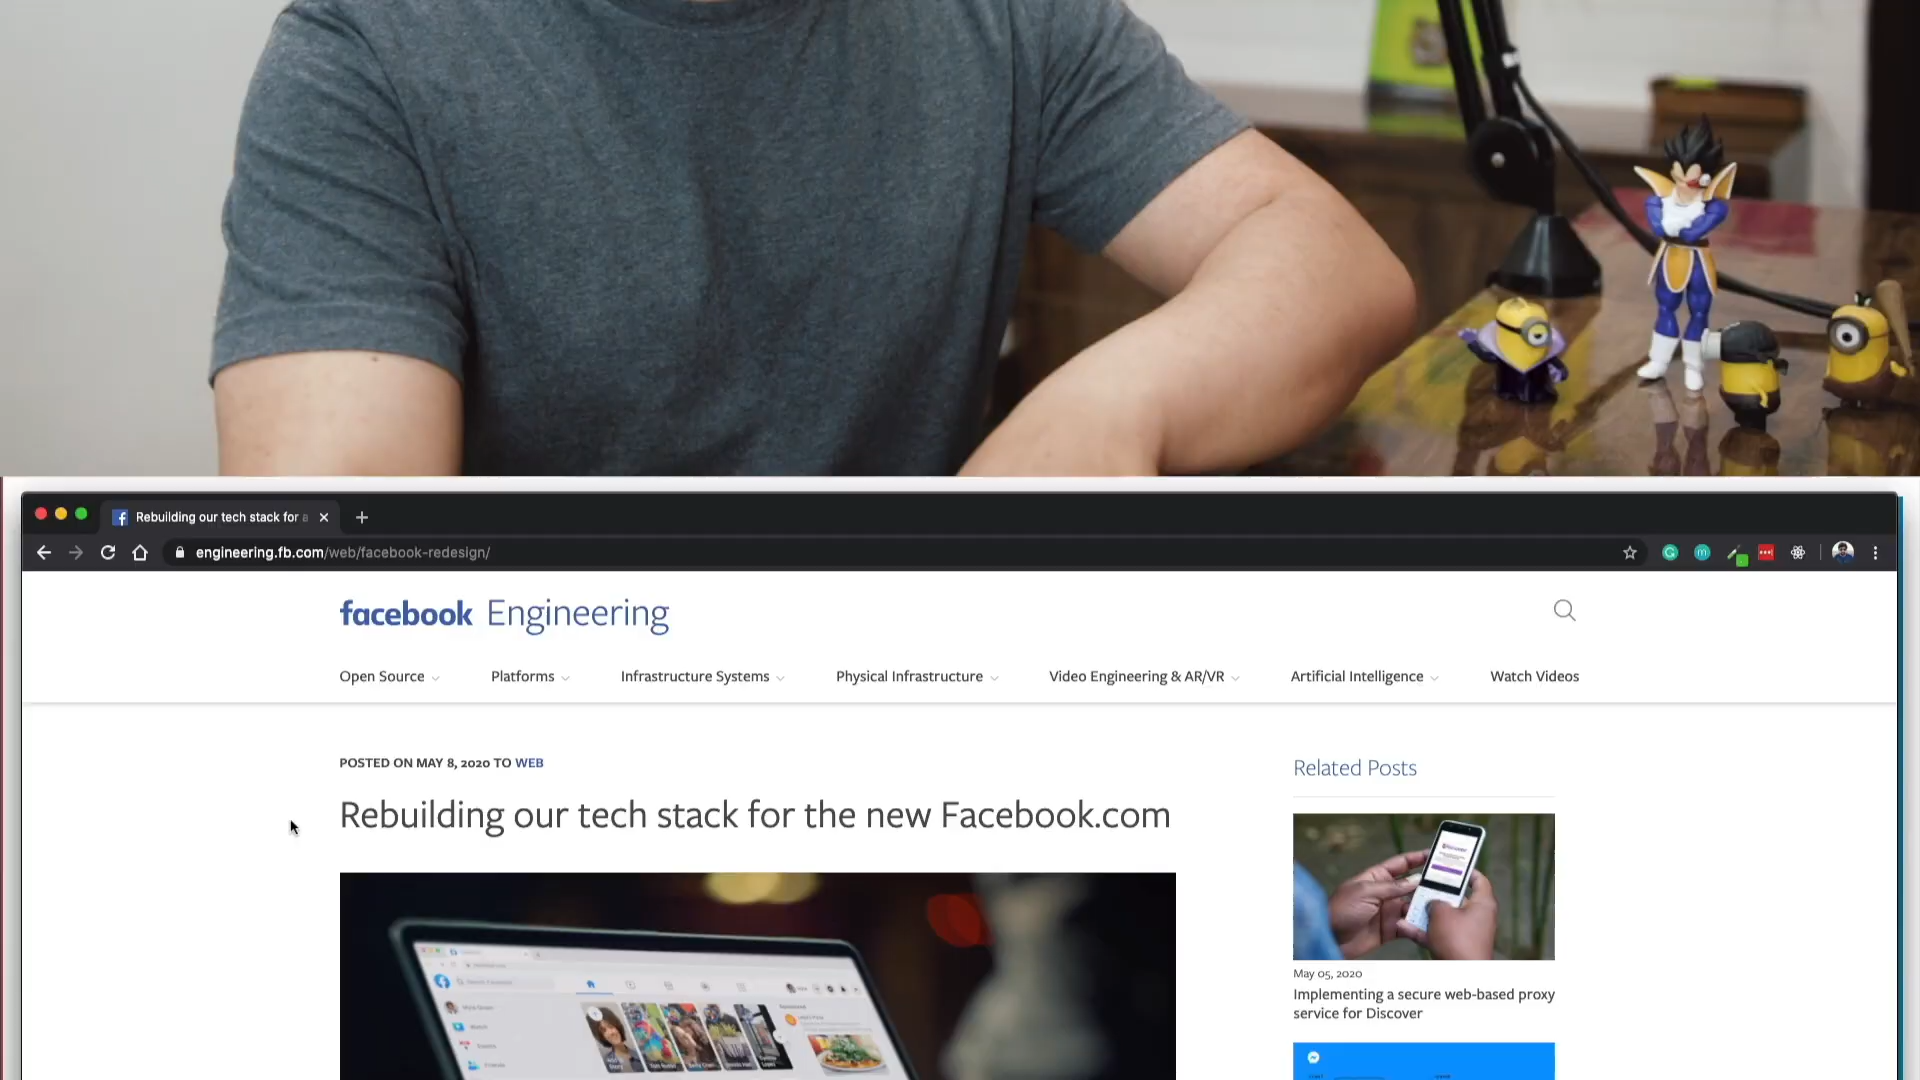 Rebuilding our tech stack for a
engineering.fb.com/web/facebook-redesign/
facebook Engineering
Open Source
Platforms
Infrastructure Systems
Physical Infrastructure
Video Engineering & AR/VR
Artificial Intelligence
Watch Videos
POSTED ON MAY 8, 2020 TO WEB
Rebuilding our tech stack for the new Facebook.com
Related Posts
May 05, 2020
Implementing a secure web-based proxy
service for Discover